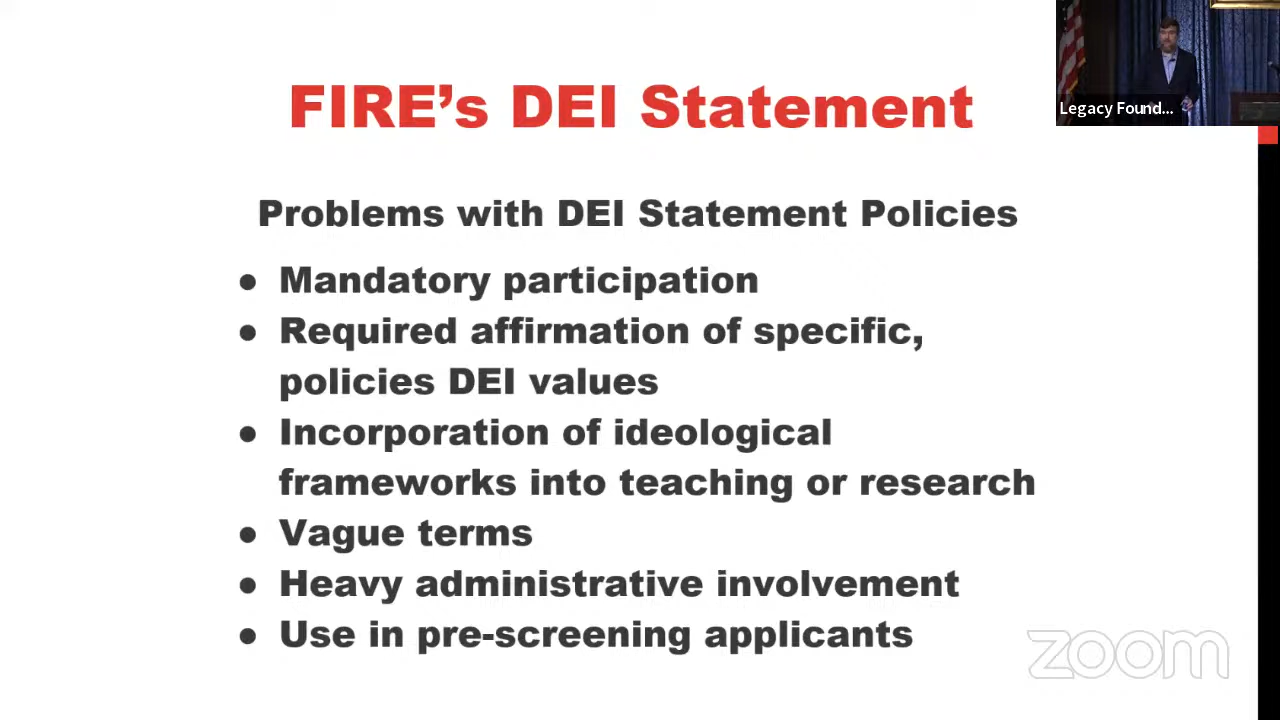 FIRE's DEI Statement
Legacy Found...
Problems with DEI Statement Policies
● Mandatory participation
● Required affirmation of specific,
policies DEI values
● Incorporation of ideological
frameworks into teaching or research
● Vague terms
● Heavy administrative involvement
● Use in pre-screening applicants
zoom